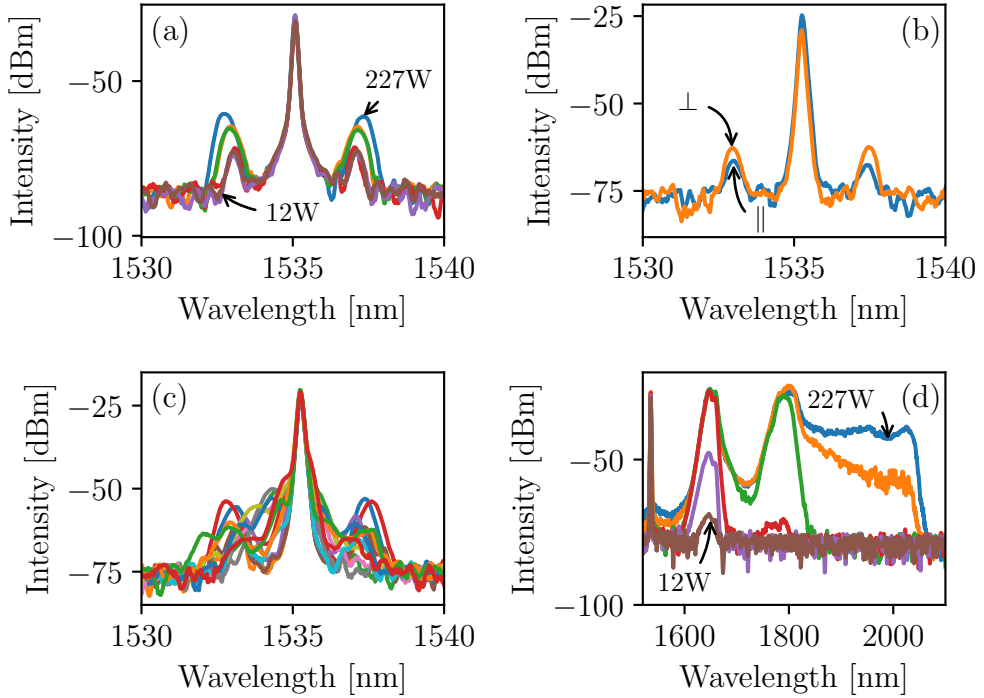 (a)
227W
12W
−50
−100
1530
1535
1540
Intensity [dBm]
Wavelength [nm]
(b)
⊥
||
−25
−50
−75
1530
1535
1540
Intensity [dBm]
Wavelength [nm]
(c)
−25
−50
−75
1530
1535
1540
Intensity [dBm]
Wavelength [nm]
(d)
227W
12W
−50
−100
1600
1800
2000
Intensity [dBm]
Wavelength [nm]